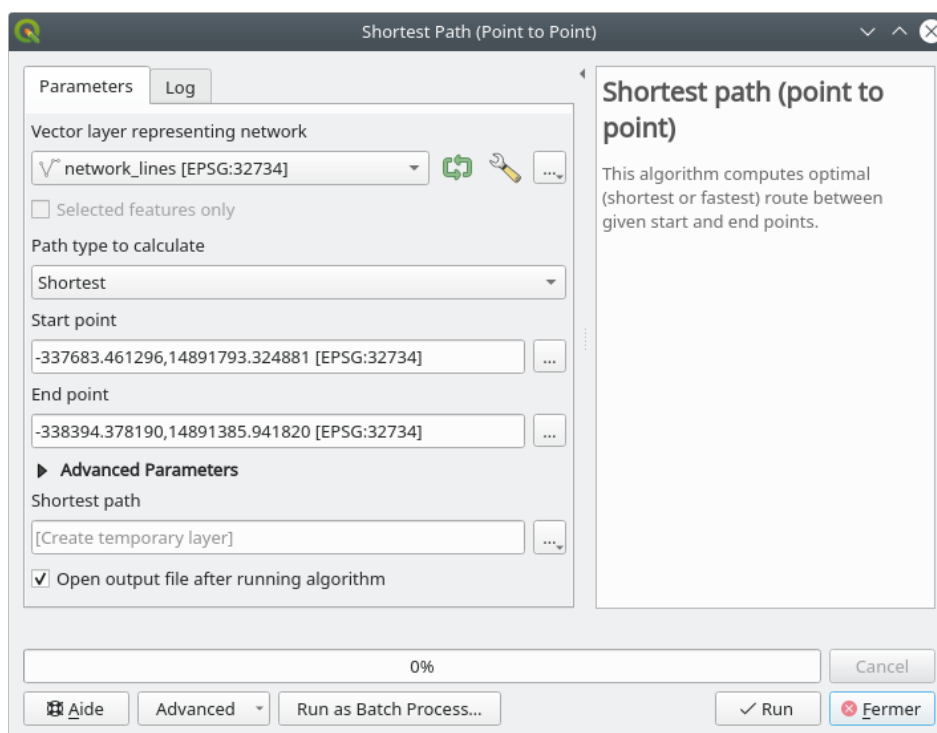 Shortest Path (Point to Point)
Parameters
Log
Vector layer representing network
network_lines [EPSG:32734]
...
Selected features only
Path type to calculate
Shortest
Start point
-337683.461296,14891793.324881 [EPSG:32734]
...
End point
-338394.378190,14891385.941820 [EPSG:32734]
...
Advanced Parameters
Shortest path
[Create temporary layer]
...
Open output file after running algorithm
Shortest path (point to
point)
This algorithm computes optimal
(shortest or fastest) route between
given start and end points.
0%
Cancel
Aide
Advanced
Run as Batch Process...
Run
Fermer